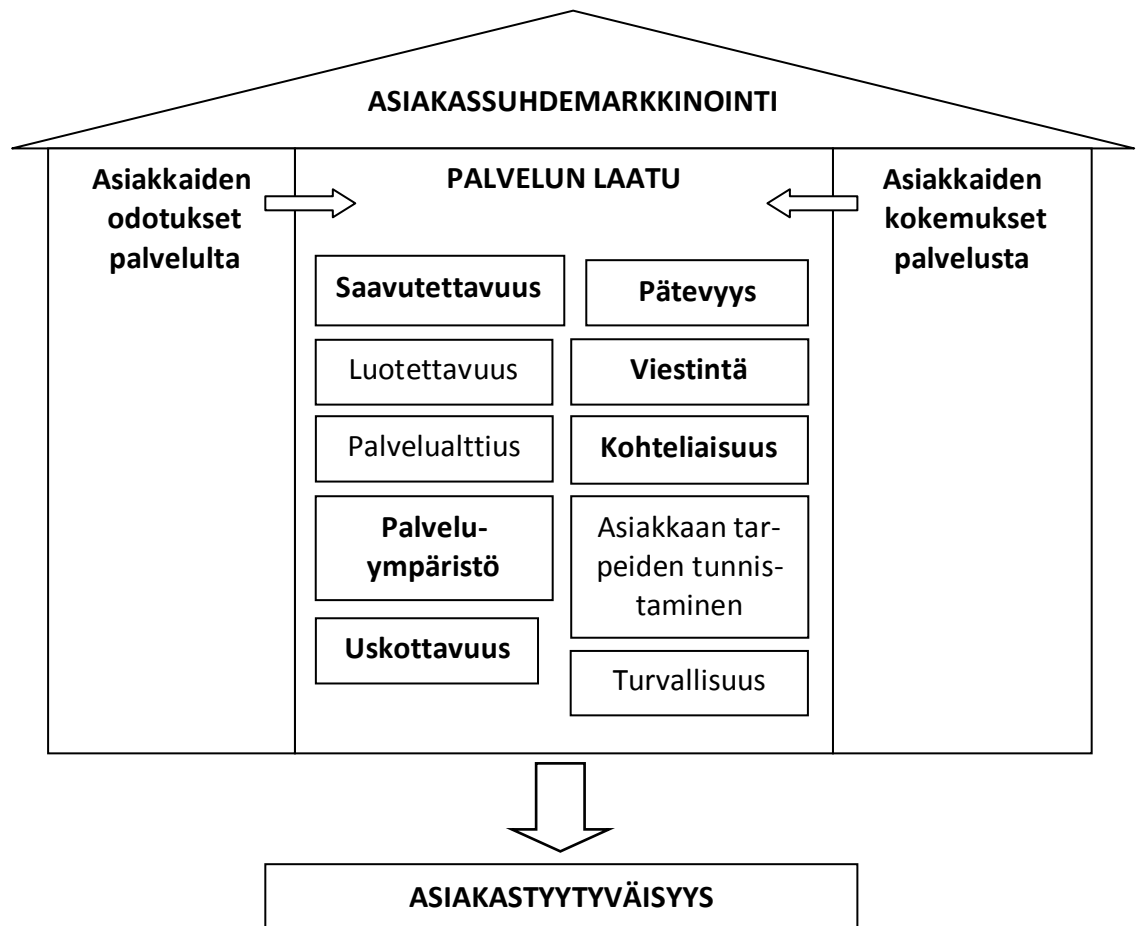 ASIAKASSUHDEMARKKINOINTI
Asiakkaiden
odotukset
palvelulta
PALVELUN LAATU
Asiakkaiden
kokemukset
palvelusta
Saavutettavuus
Pätevyys
Luotettavuus
Viestintä
Palvelualttius
Kohteliaisuus
Palvelu-
ympäristö
Asiakkaan tar-
peiden tunnis-
taminen
Uskottavuus
Turvallisuus
ASIAKASTYYTYVÄISYYS